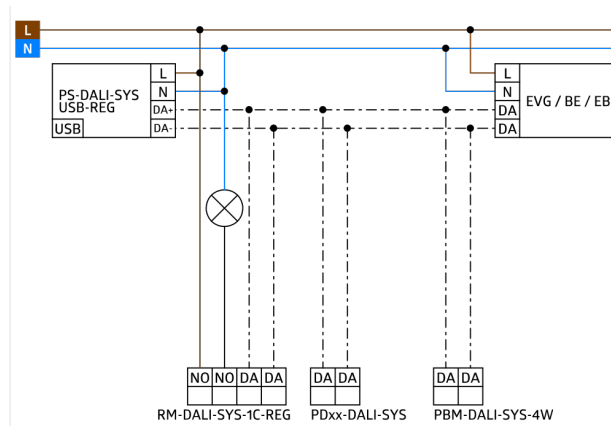 L
N
PS-DALI-SYS
USB-REG
USB
L
N
DA+
DA-
L
N
DA
DA
EVG / BE / EB
NO NO DA DA
DA DA
DA DA
RM-DALI-SYS-1C-REG
PDxx-DALI-SYS
PBM-DALI-SYS-4W